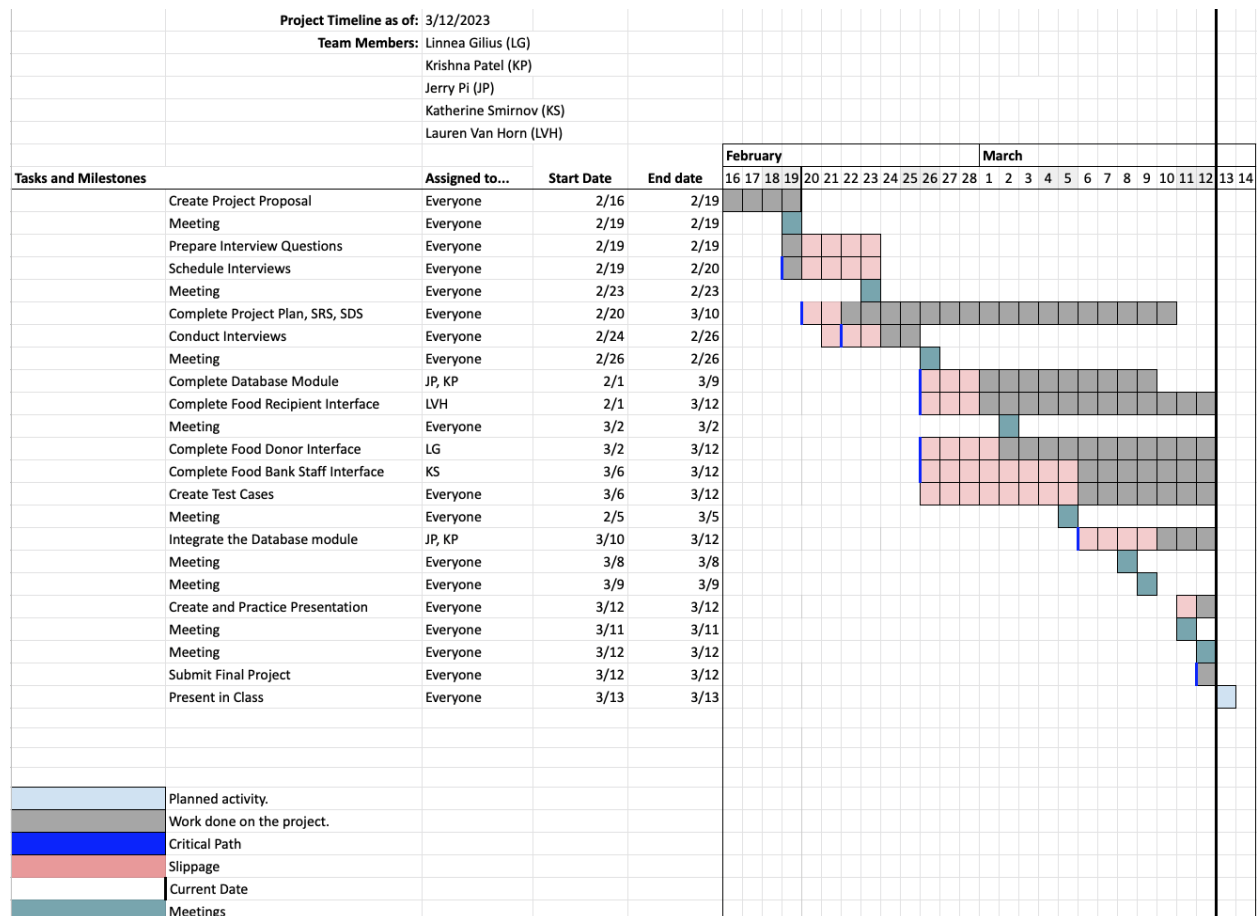 Project Timeline as of: 3/12/2023
Team Members: Linnea Gilius (LG)
Krishna Patel (KP)
Jerry Pi (JP)
Katherine Smirnov (KS)
Lauren Van Horn (LVH)
February March
Tasks and Milestones Assigned to... Start Date End date 16 17 18 19 20 21 22 23 24 25 26 27 28 1 2 3 4 5 6 7 8 9 10 11 12 13 14
Create Project Proposal Everyone 2/16 2/19
Meeting Everyone 2/19 2/19
Prepare Interview Questions Everyone 2/19 2/19
Schedule Interviews Everyone 2/19 2/20
Meeting Everyone 2/23 2/23
Complete Project Plan, SRS, SDS Everyone 2/20 3/10
Conduct Interviews Everyone 2/24 2/26
Meeting Everyone 2/26 2/26
Complete Database Module JP, KP 2/1 3/9
Complete Food Recipient Interface LVH 2/1 3/12
Meeting Everyone 3/2 3/2
Complete Food Donor Interface LG 3/2 3/12
Complete Food Bank Staff Interface KS 3/6 3/12
Create Test Cases Everyone 3/6 3/12
Meeting Everyone 2/5 3/5
Integrate the Database module JP, KP 3/10 3/12
Meeting Everyone 3/8 3/8
Meeting Everyone 3/9 3/9
Create and Practice Presentation Everyone 3/12 3/12
Meeting Everyone 3/11 3/11
Meeting Everyone 3/12 3/12
Submit Final Project Everyone 3/12 3/12
Present in Class Everyone 3/13 3/13
Planned activity.
Work done on the project.
Critical Path
Slippage
Current Date
Meetings